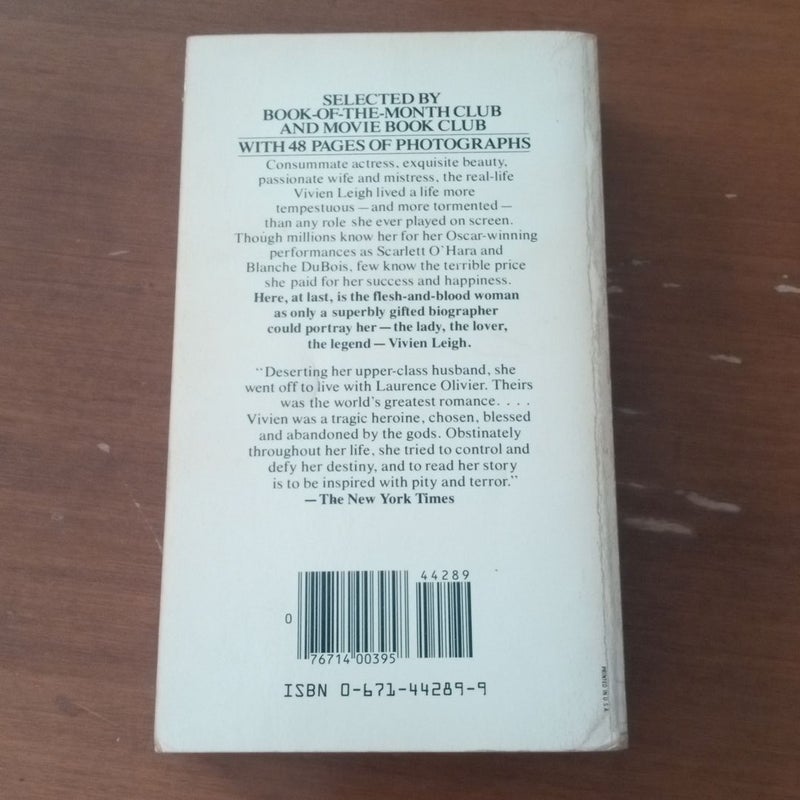 SELECTED BY
BOOK-OF-THE-MONTH CLUB
AND MOVIE BOOK CLUB
WITH 48 PAGES OF PHOTOGRAPHS
Consummate actress, exquisite beauty,
passionate wife and mistress, the real-life
Vivien Leigh lived a life more
tempestuous — and more tormented —
than any role she ever played on screen.
Though millions know her for her Oscar-winning
performances as Scarlett O'Hara and
Blanche DuBois, few know the terrible price
she paid for her success and happiness.
Here, at last, is the flesh-and-blood woman
as only a superbly gifted biographer
could portray her — the lady, the lover,
the legend — Vivien Leigh.
"Deserting her upper-class husband, she
went off to live with Laurence Olivier. Theirs
was the world's greatest romance. . . .
Vivien was a tragic heroine, chosen, blessed
and abandoned by the gods. Obstinately
throughout her life, she tried to control and
defy her destiny, and to read her story
is to be inspired with pity and terror."
—The New York Times
44289
0
76714 00395
ISBN 0-671-44289-9
PRINTED IN U.S.A.